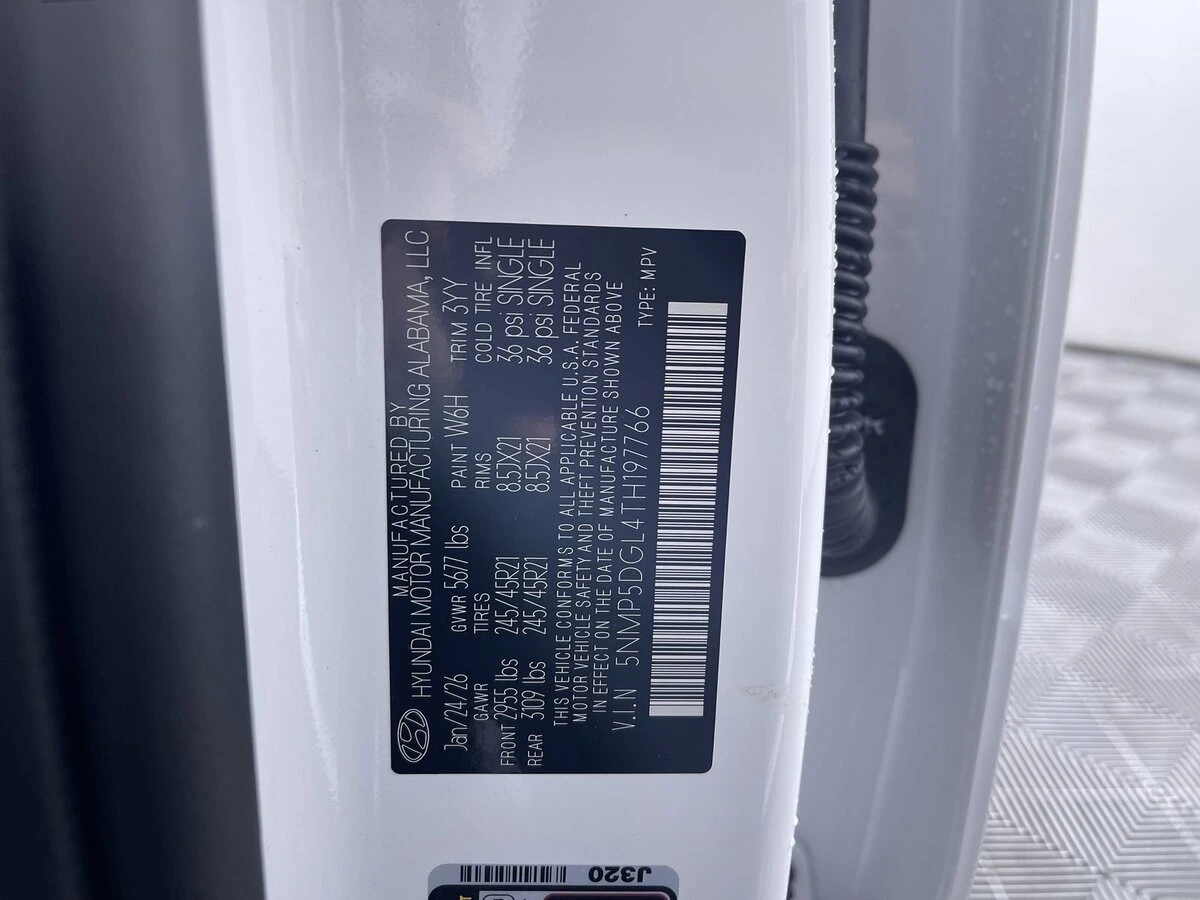 MANUFACTURED BY
HYUNDAI MOTOR MANUFACTURING ALABAMA, LLC
Jan/24/26 GVWR 5677 lbs PAINT W6H TRIM 3YY
GAWR TIRES RIMS COLD TIRE INFL
FRONT 2955 lbs 245/45R21 8.5JX21 36 psi SINGLE
REAR 3109 lbs 245/45R21 8.5JX21 36 psi SINGLE
THIS VEHICLE CONFORMS TO ALL APPLICABLE U.S.A. FEDERAL
MOTOR VEHICLE SAFETY AND THEFT PREVENTION STANDARDS
IN EFFECT ON THE DATE OF MANUFACTURE SHOWN ABOVE
V.I.N 5NMP5DGL4TH197766 TYPE: MPV
J320